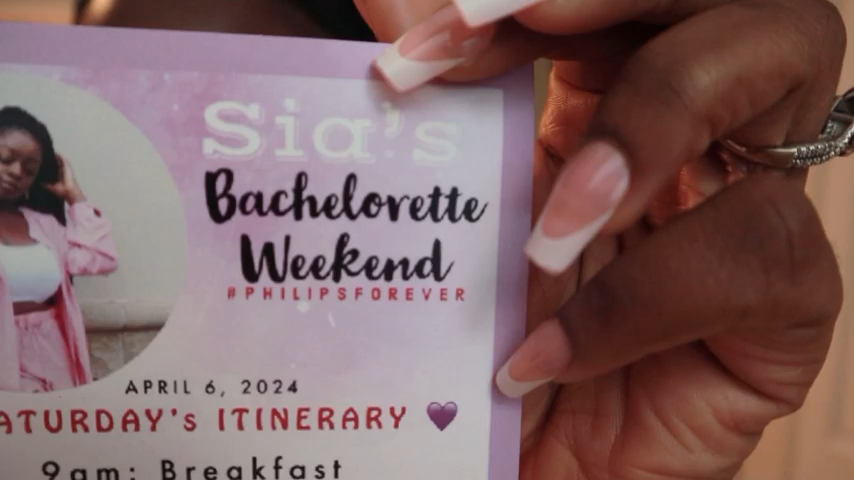 Sia's
Bachelorette
Weekend
#PHILIPSFOREVER
APRIL 6, 2024
ATURDAY's ITINERARY 💜
9am: Breakfast